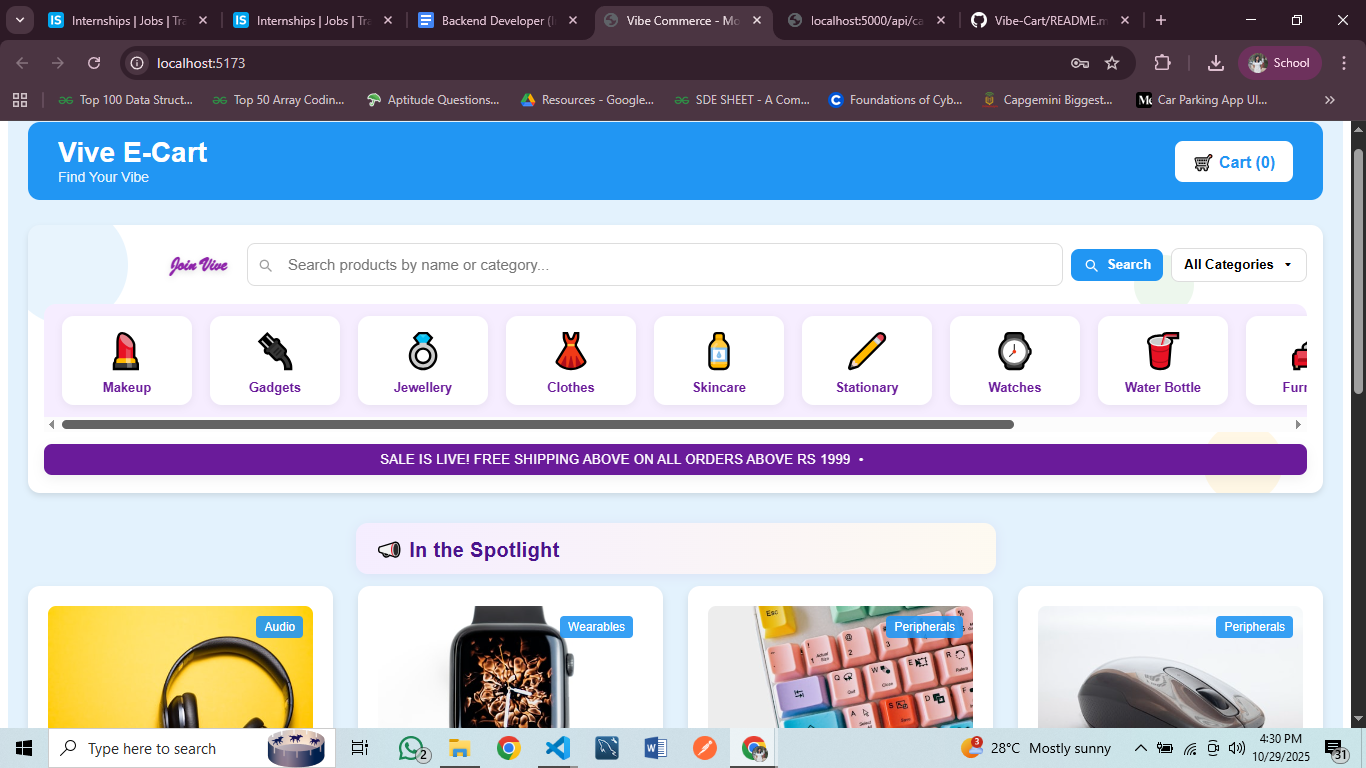 Internships | Jobs | Tra
Internships | Jobs | Tra
Backend Developer (I
Vibe Commerce - Mo
localhost:5000/api/ca
Vibe-Cart/README.m
localhost:5173
School
Top 100 Data Struct...
Top 50 Array Codin...
Aptitude Questions...
Resources - Google...
SDE SHEET - A Com...
Foundations of Cyb...
Capgemini Biggest...
Car Parking App UI...
Vive E-Cart
Find Your Vibe
Cart (0)
Join Vive
Search products by name or category...
Search
All Categories
Makeup
Gadgets
Jewellery
Clothes
Skincare
Stationary
Watches
Water Bottle
Furn
SALE IS LIVE! FREE SHIPPING ABOVE ON ALL ORDERS ABOVE RS 1999 •
In the Spotlight
Audio
Wearables
Peripherals
Peripherals
Type here to search
2
3
28°C Mostly sunny
4:30 PM
10/29/2025
31